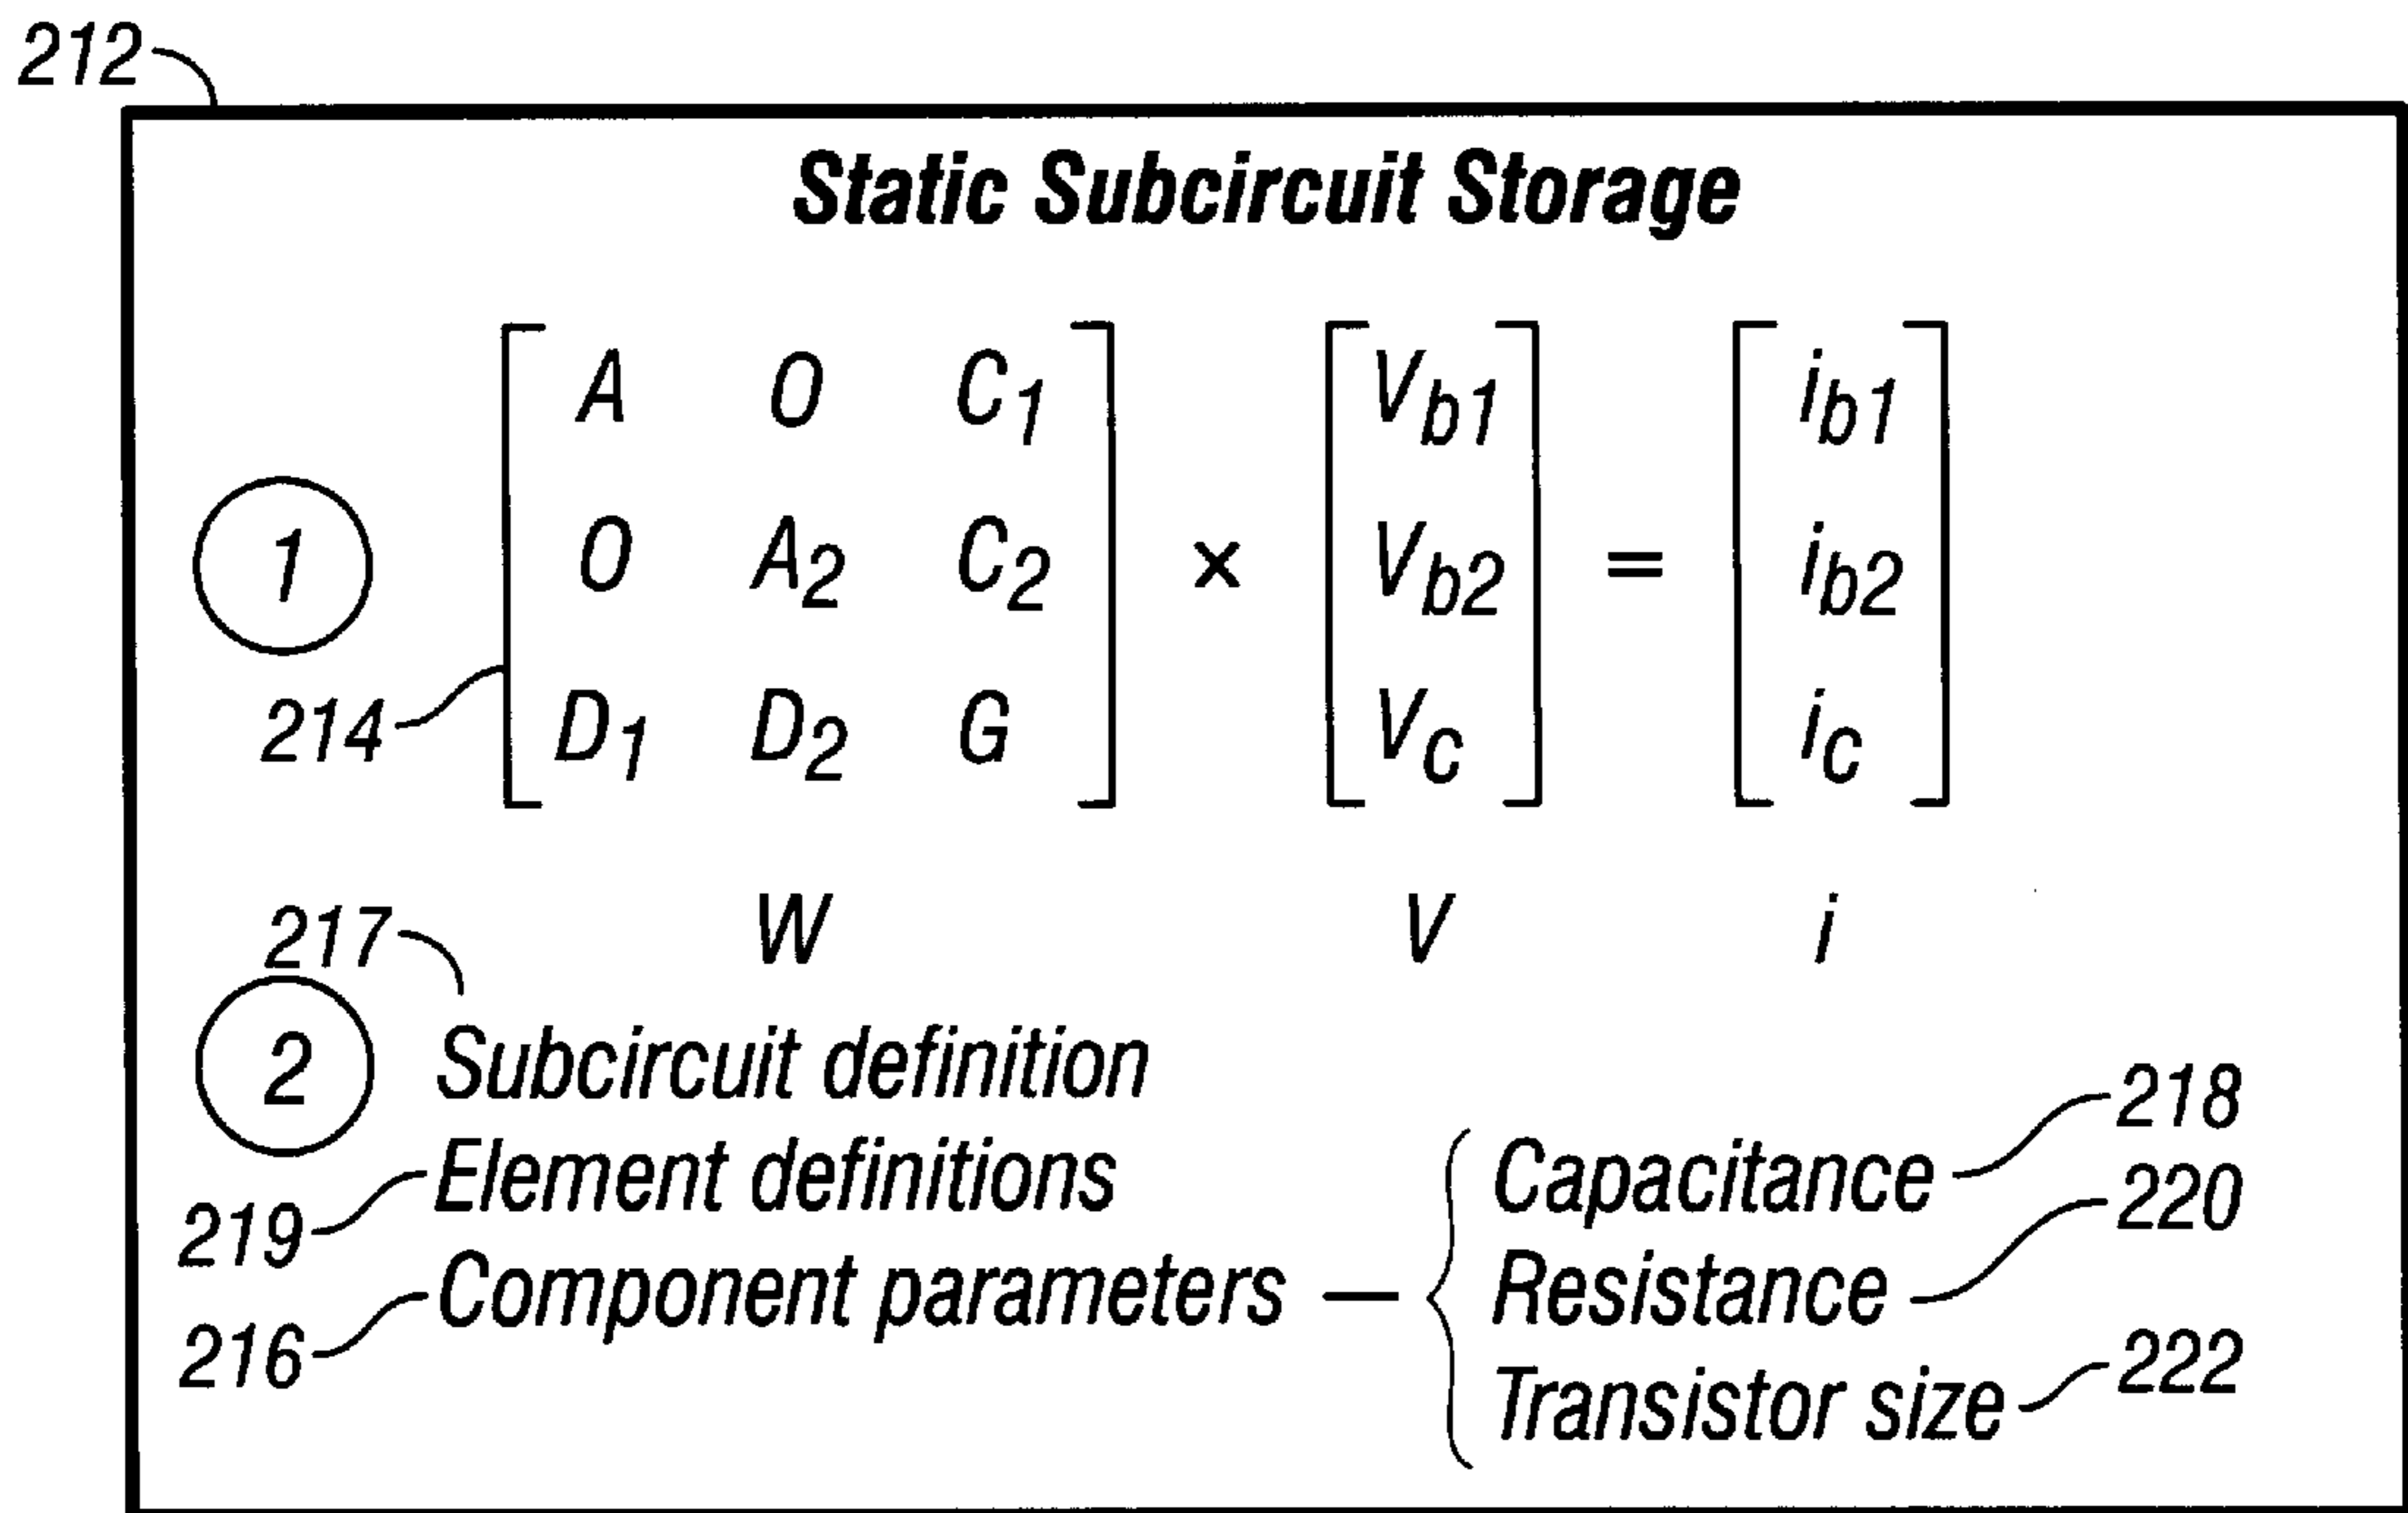 212
Static Subcircuit Storage
A O C1 Vb1 ib1
1 O A2 C2 × Vb2 = ib2
214 D1 D2 G Vc ic
217 W V i
2 Subcircuit definition 218
219 Element definitions Capacitance 220
216 Component parameters — Resistance 222
Transistor size